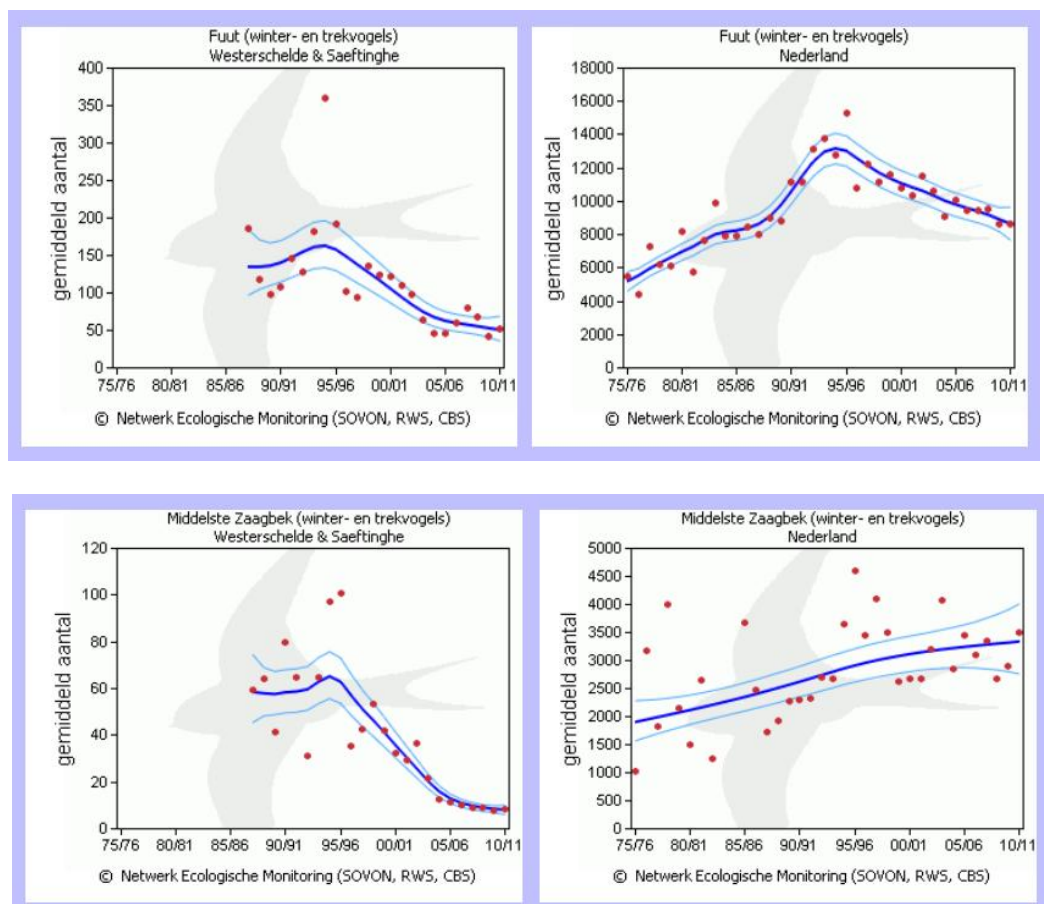 Fuut (winter- en trekvogels)
Westerschelde & Saeftinghe
gemiddeld aantal
400
350
300
250
200
150
100
50
0
75/76 80/81 85/86 90/91 95/96 00/01 05/06 10/11
© Netwerk Ecologische Monitoring (SOVON, RWS, CBS)
Fuut (winter- en trekvogels)
Nederland
gemiddeld aantal
18000
16000
14000
12000
10000
8000
6000
4000
2000
0
75/76 80/81 85/86 90/91 95/96 00/01 05/06 10/11
© Netwerk Ecologische Monitoring (SOVON, RWS, CBS)
Middelste Zaagbek (winter- en trekvogels)
Westerschelde & Saeftinghe
gemiddeld aantal
120
100
80
60
40
20
0
75/76 80/81 85/86 90/91 95/96 00/01 05/06 10/11
© Netwerk Ecologische Monitoring (SOVON, RWS, CBS)
Middelste Zaagbek (winter- en trekvogels)
Nederland
gemiddeld aantal
5000
4500
4000
3500
3000
2500
2000
1500
1000
500
0
75/76 80/81 85/86 90/91 95/96 00/01 05/06 10/11
© Netwerk Ecologische Monitoring (SOVON, RWS, CBS)